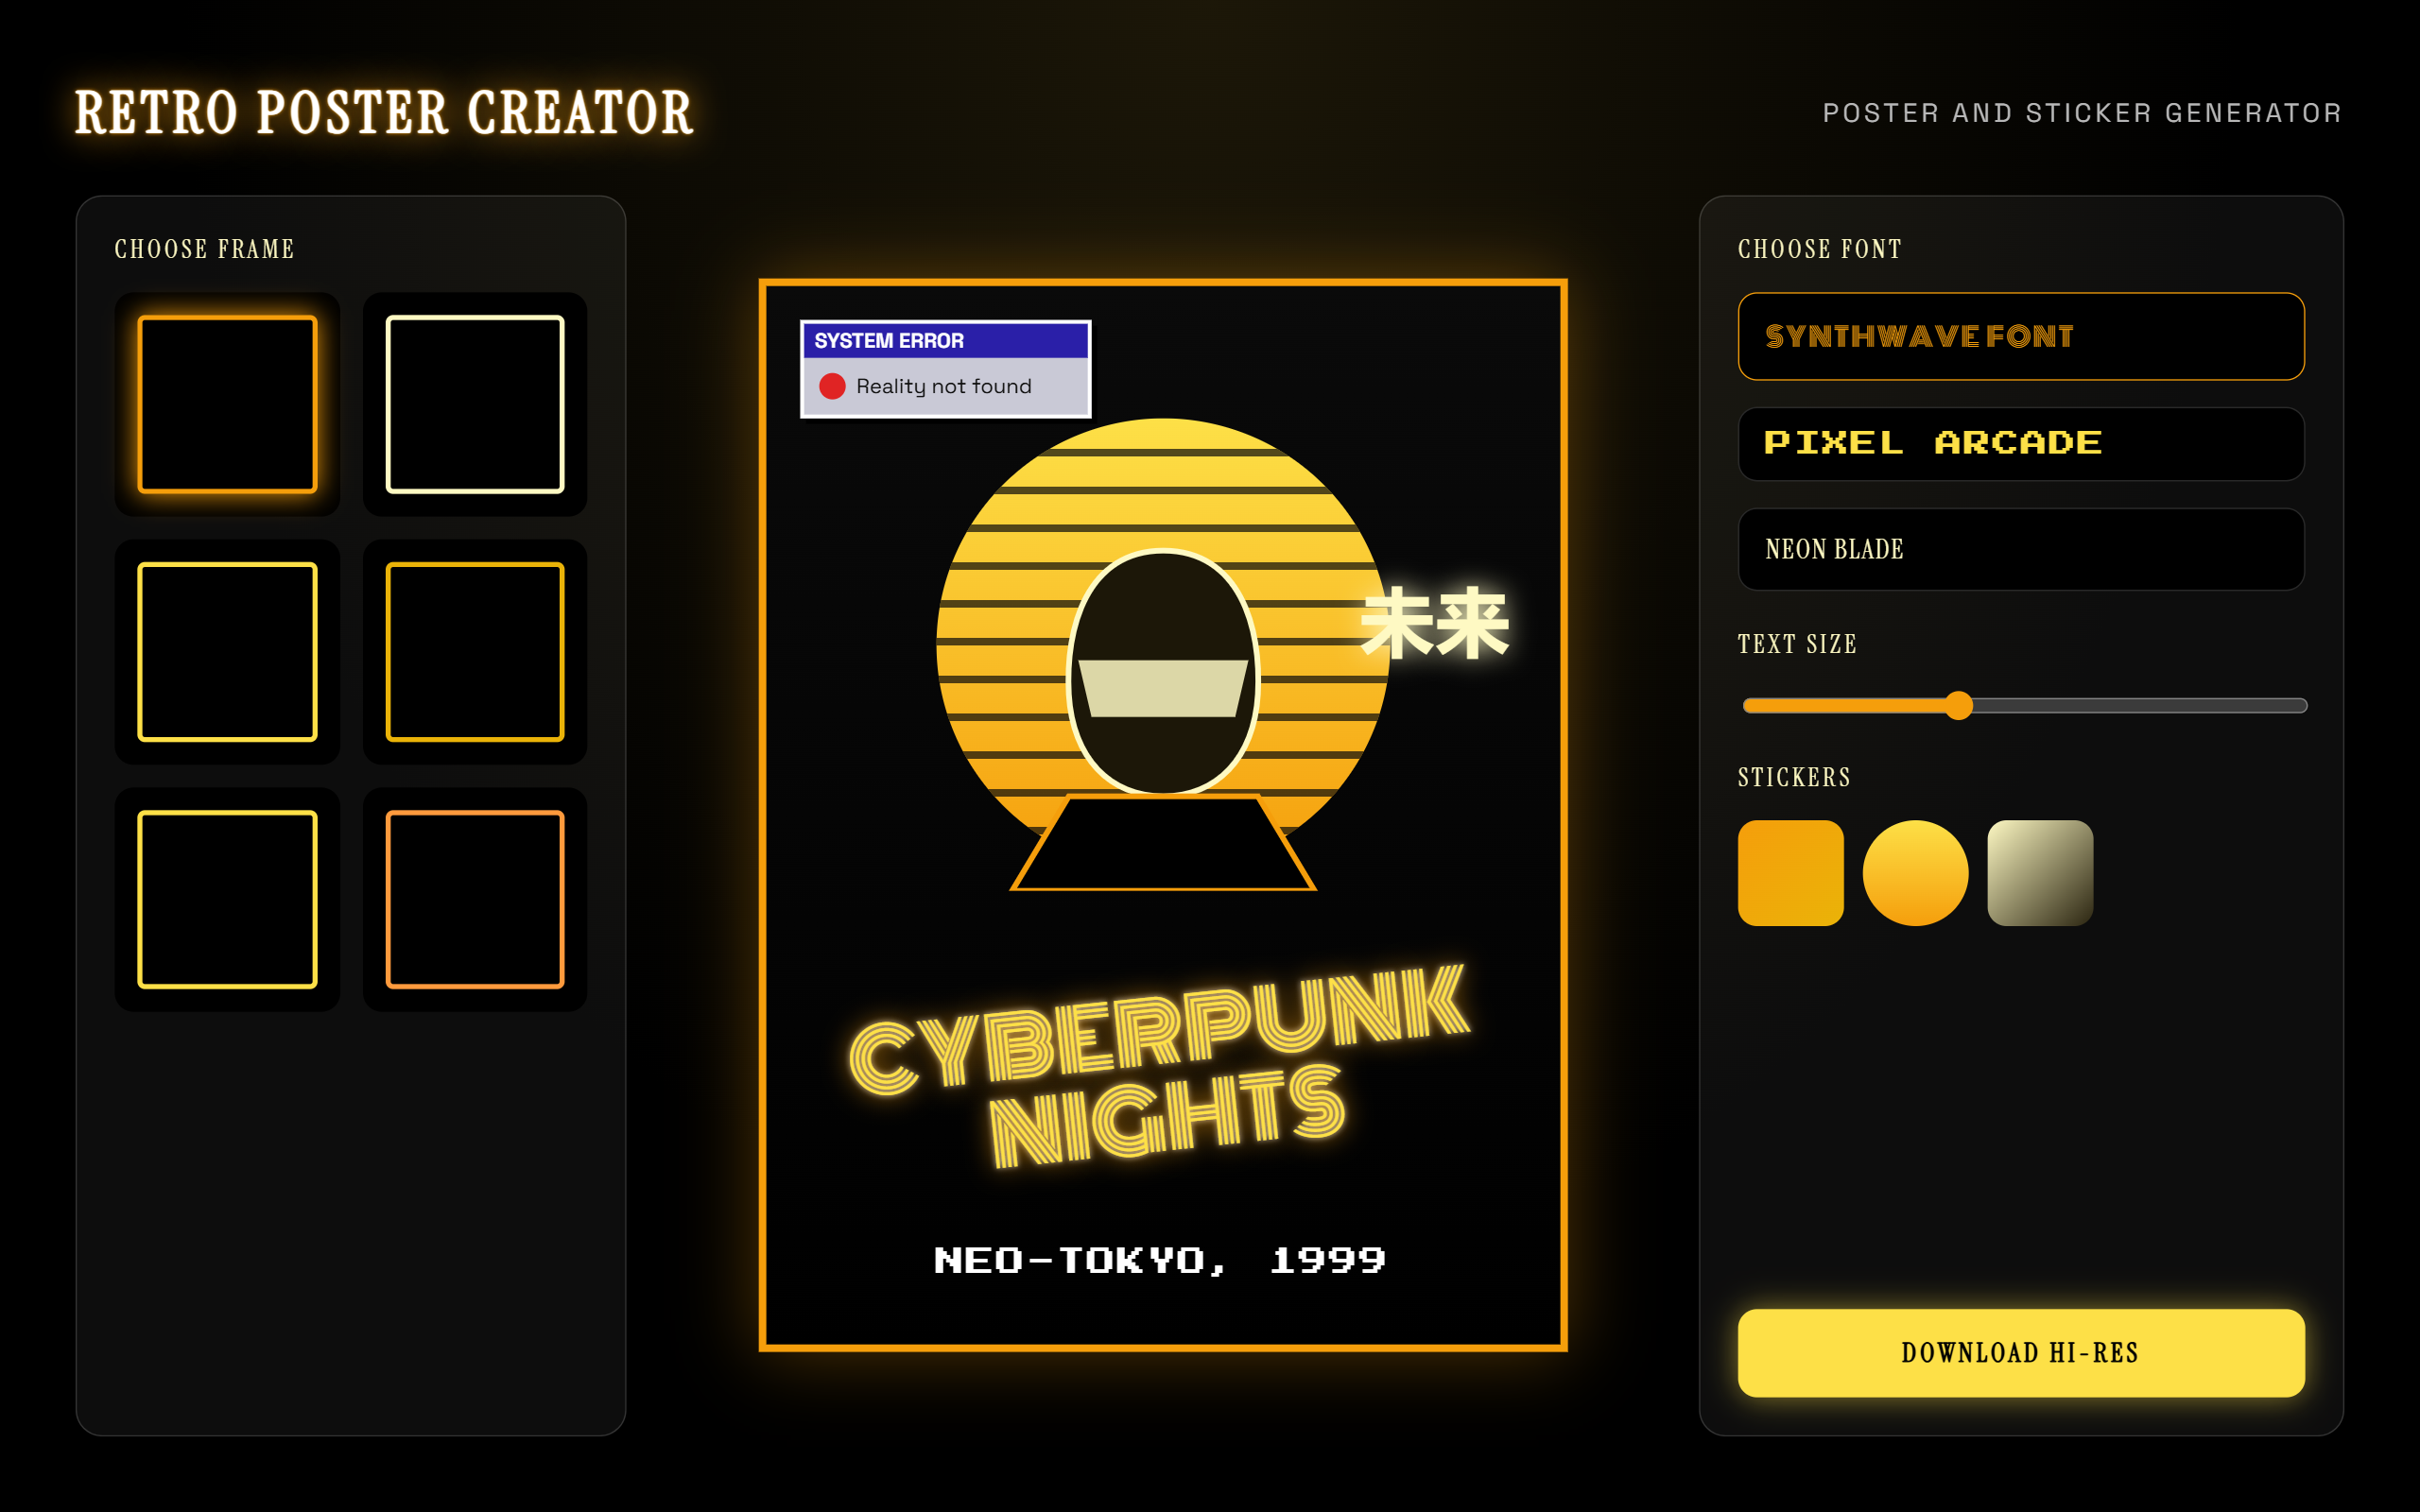 RETRO POSTER CREATOR
POSTER AND STICKER GENERATOR
CHOOSE FRAME
SYSTEM ERROR
Reality not found
未来
CYBERPUNK
NIGHTS
NEO-TOKYO, 1999
CHOOSE FONT
SYNTHWAVE FONT
PIXEL ARCADE
NEON BLADE
TEXT SIZE
STICKERS
DOWNLOAD HI-RES